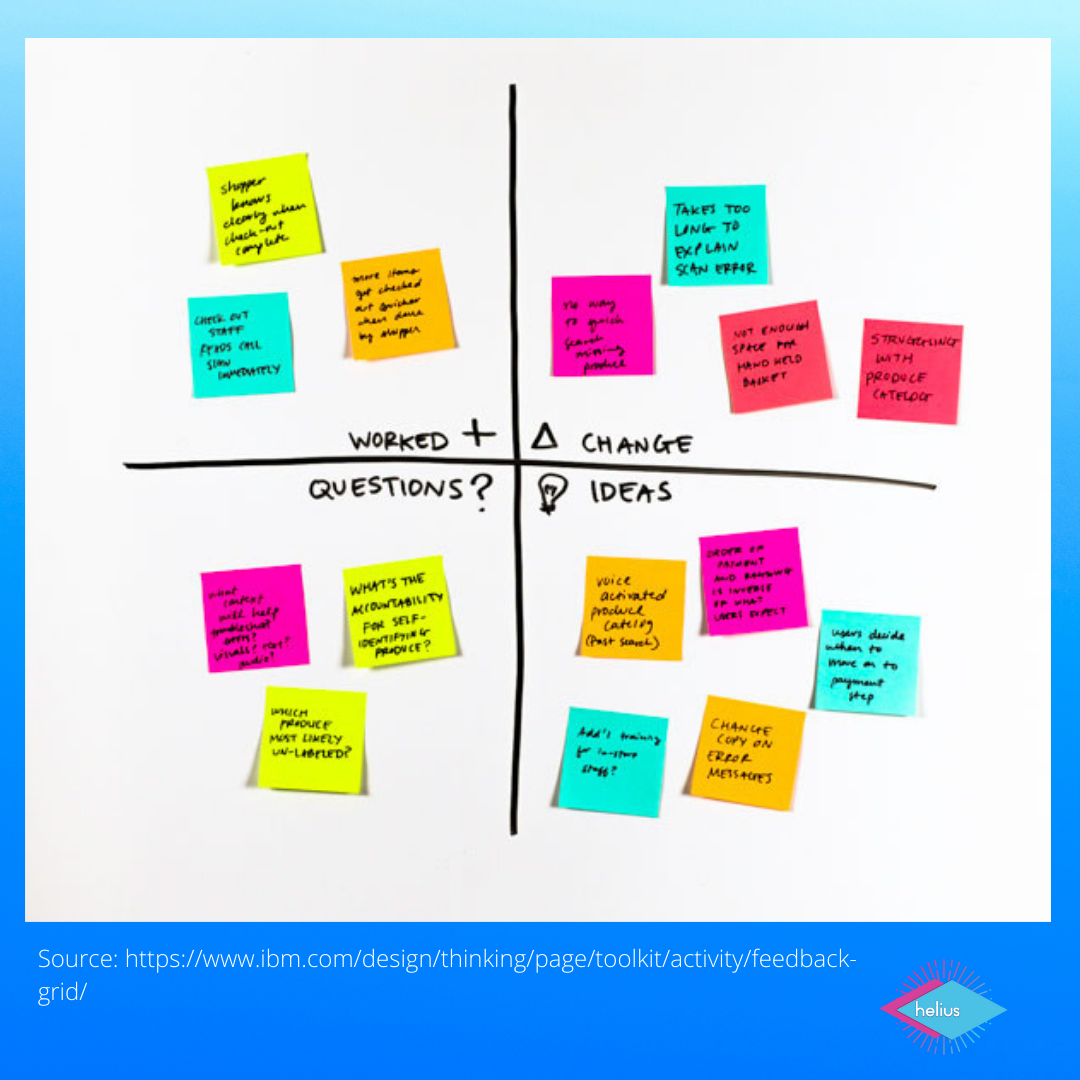 shopper
knows
clearly when
check-out
complete
more items
get checked
out quicker
when done
by shopper
CHECK OUT
STAFF
READS CALL
SIGN
IMMEDIATELY
WORKED +
TAKES TOO
LONG TO
EXPLAIN
SCAN ERROR
no way
to quick
search
missing
produce
NOT ENOUGH
SPACE FOR
HAND HELD
BASKET
STRUGGLING
WITH
PRODUCE
CATELOG
Δ CHANGE
QUESTIONS?
what
context
will help
troubleshoot
visuals? text?
audio?
WHAT'S THE
ACCOUNTABILITY
FOR SELF-
IDENTIFYING
PRODUCE?
WHICH
PRODUCE
MOST LIKELY
UN-LABELED?
IDEAS
voice
activated
produce
catelog
(fast search)
ORDER OF
PAYMENT
AND BAGGING
IS INVERSE
OF WHAT
USERS EXPECT
users decide
when to
move on to
payment
step
Add'l training
for in-store
staff?
CHANGE
COPY ON
ERROR
MESSAGES
Source: https://www.ibm.com/design/thinking/page/toolkit/activity/feedback-
grid/
helius